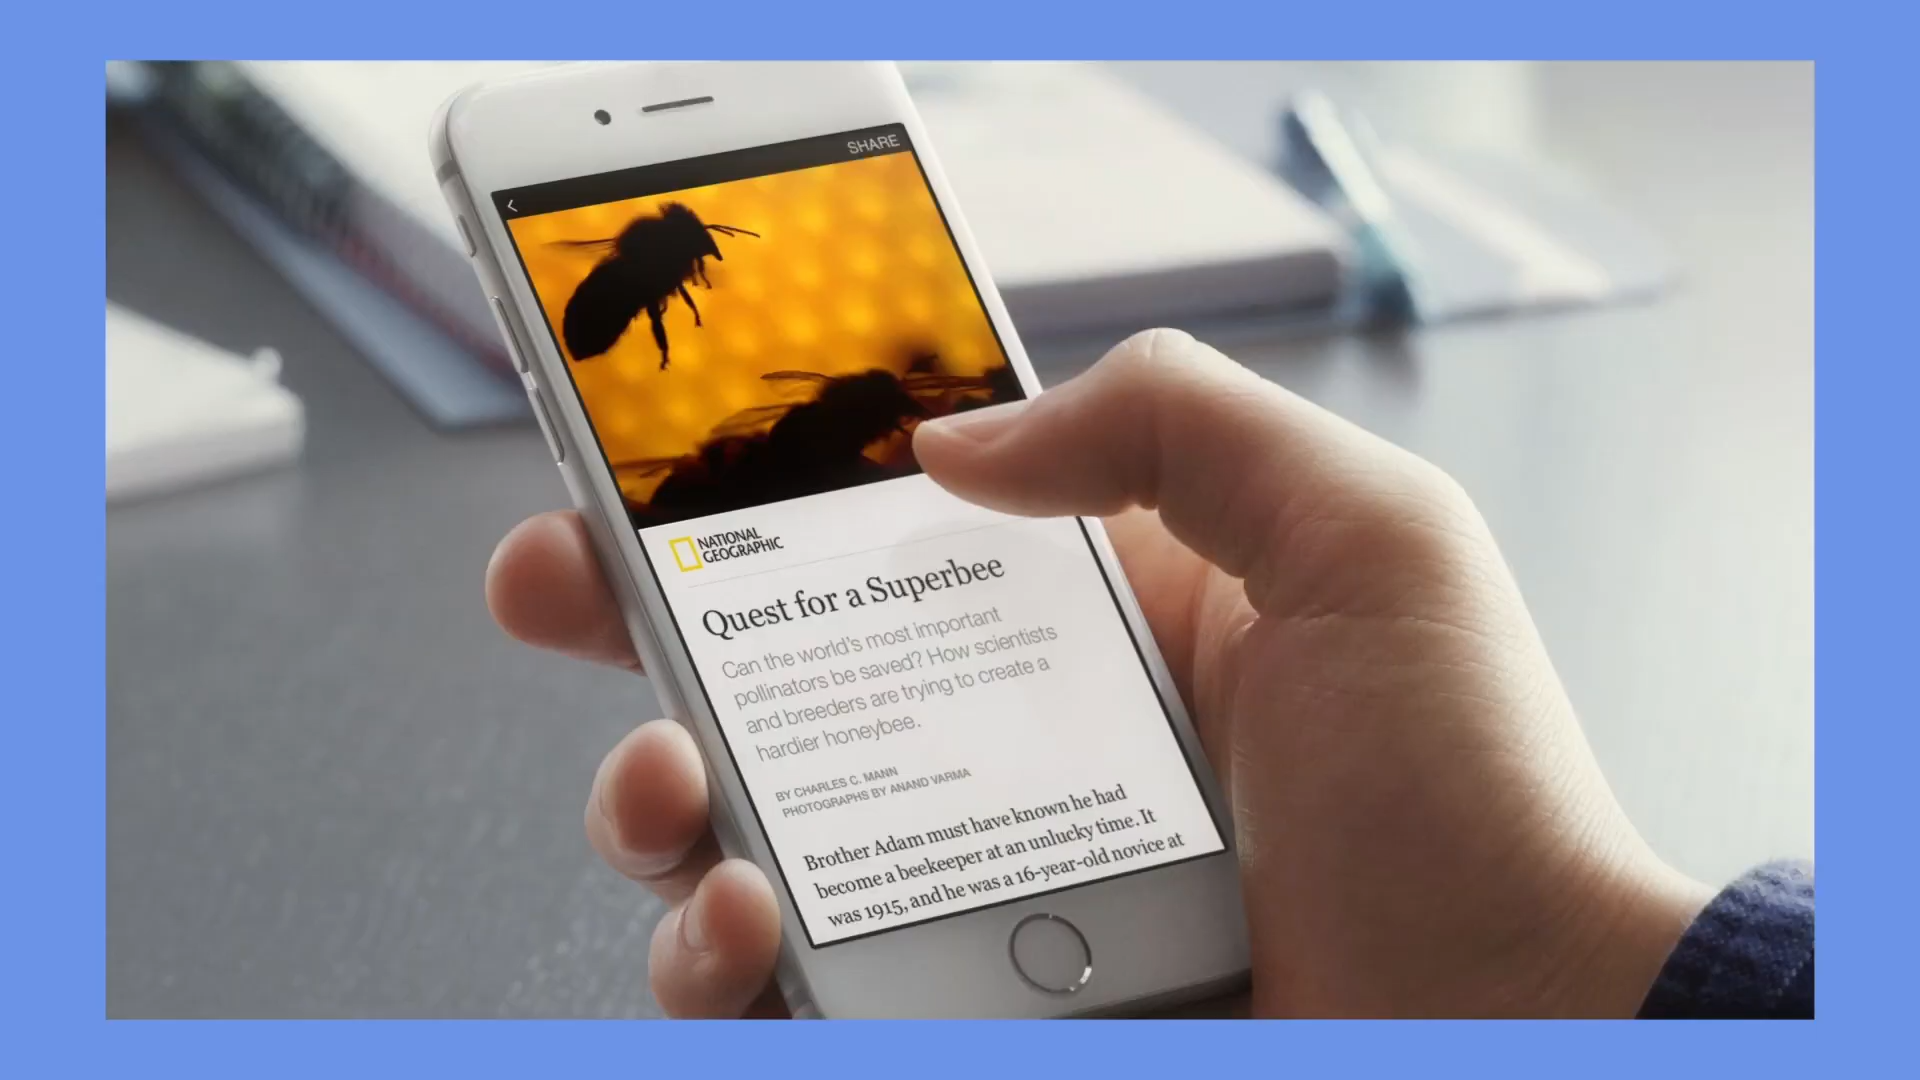 SHARE
NATIONAL
GEOGRAPHIC
Quest for a Superbee
Can the world's most important
pollinators be saved? How scientists
and breeders are trying to create a
hardier honeybee.
BY CHARLES C. MANN
PHOTOGRAPHS BY ANAND VARMA
Brother Adam must have known he had
become a beekeeper at an unlucky time. It
was 1915, and he was a 16-year-old novice at